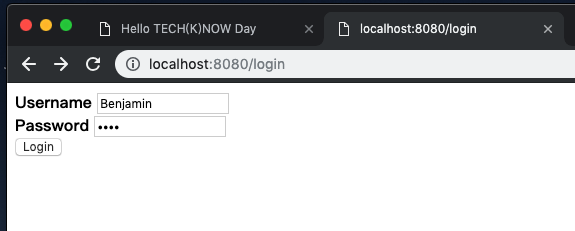 Hello TECH(K)NOW Day
localhost:8080/login
localhost:8080/login
Username Benjamin
Password ••••
Login